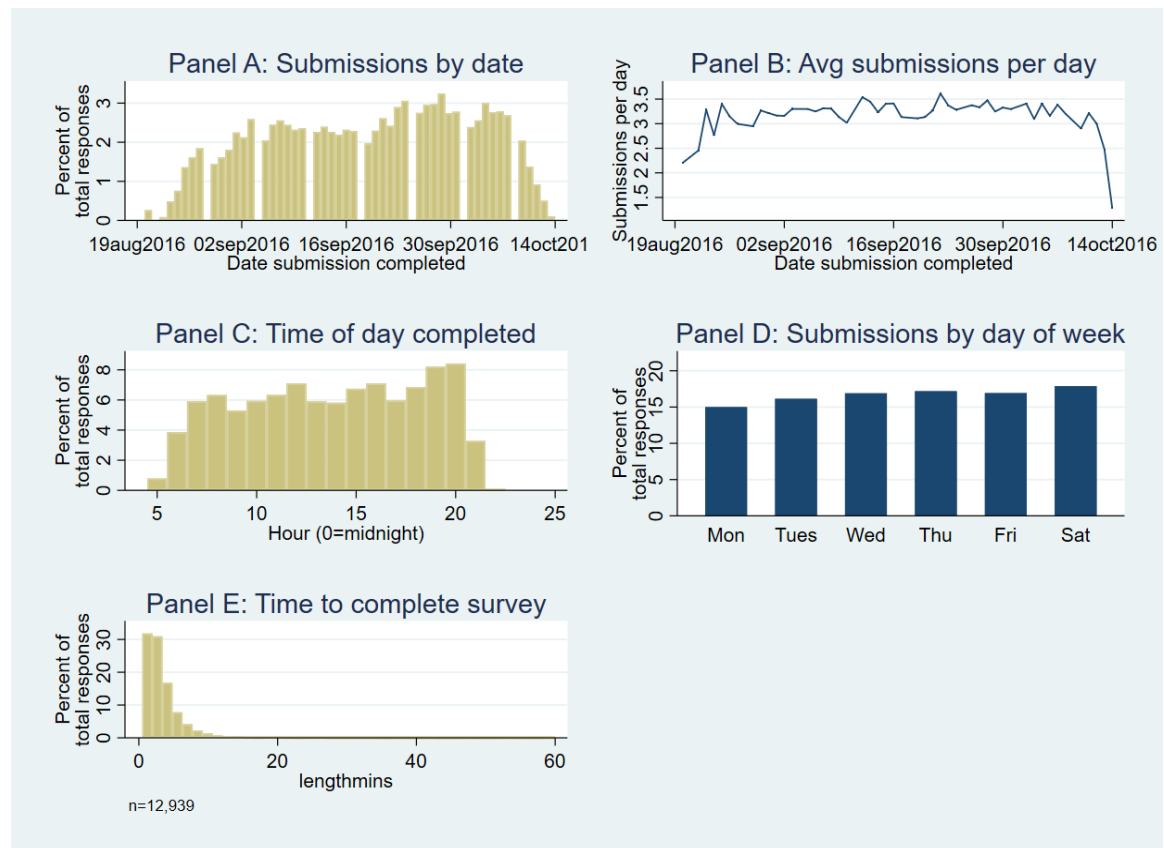 Panel A: Submissions by date
Percent of
total responses
3
2
1
0
19aug2016 02sep2016 16sep2016 30sep2016 14oct201
Date submission completed
Panel B: Avg submissions per day
Submissions per day
3.5
3
2.5
2
1.5
19aug2016 02sep2016 16sep2016 30sep2016 14oct2016
Date submission completed
Panel C: Time of day completed
Percent of
total responses
8
6
4
2
0
5 10 15 20 25
Hour (0=midnight)
Panel D: Submissions by day of week
Percent of
total responses
20
15
10
5
0
Mon Tues Wed Thu Fri Sat
Panel E: Time to complete survey
Percent of
total responses
30
20
10
0
0 20 40 60
lengthmins
n=12,939